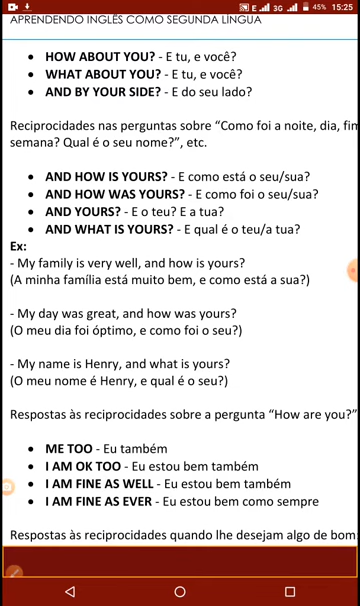 E 3G 45% 15:25
APRENDENDO INGLÊS COMO SEGUNDA LÍNGUA
• HOW ABOUT YOU? - E tu, e você?
• WHAT ABOUT YOU? - E tu, e você?
• AND BY YOUR SIDE? - E do seu lado?
Reciprocidades nas perguntas sobre “Como foi a noite, dia, fim
semana? Qual é o seu nome?”, etc.
• AND HOW IS YOURS? - E como está o seu/sua?
• AND HOW WAS YOURS? - E como foi o seu/sua?
• AND YOURS? - E o teu? E a tua?
• AND WHAT IS YOURS? - E qual é o teu/a tua?
Ex:
- My family is very well, and how is yours?
(A minha família está muito bem, e como está a sua?)
- My day was great, and how was yours?
(O meu dia foi óptimo, e como foi o seu?)
- My name is Henry, and what is yours?
(O meu nome é Henry, e qual é o seu?)
Respostas às reciprocidades sobre a pergunta “How are you?”
• ME TOO - Eu também
• I AM OK TOO - Eu estou bem também
• I AM FINE AS WELL - Eu estou bem também
• I AM FINE AS EVER - Eu estou bem como sempre
Respostas às reciprocidades quando lhe desejam algo de bom: